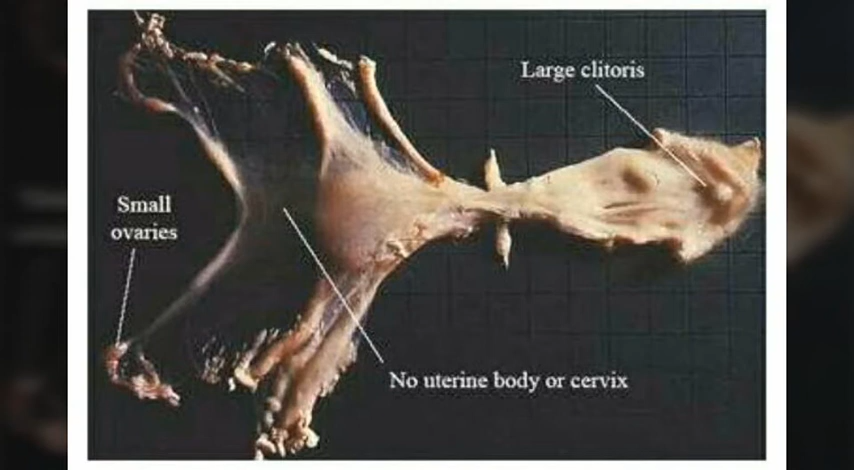 Large clitoris
Small
ovaries
No uterine body or cervix